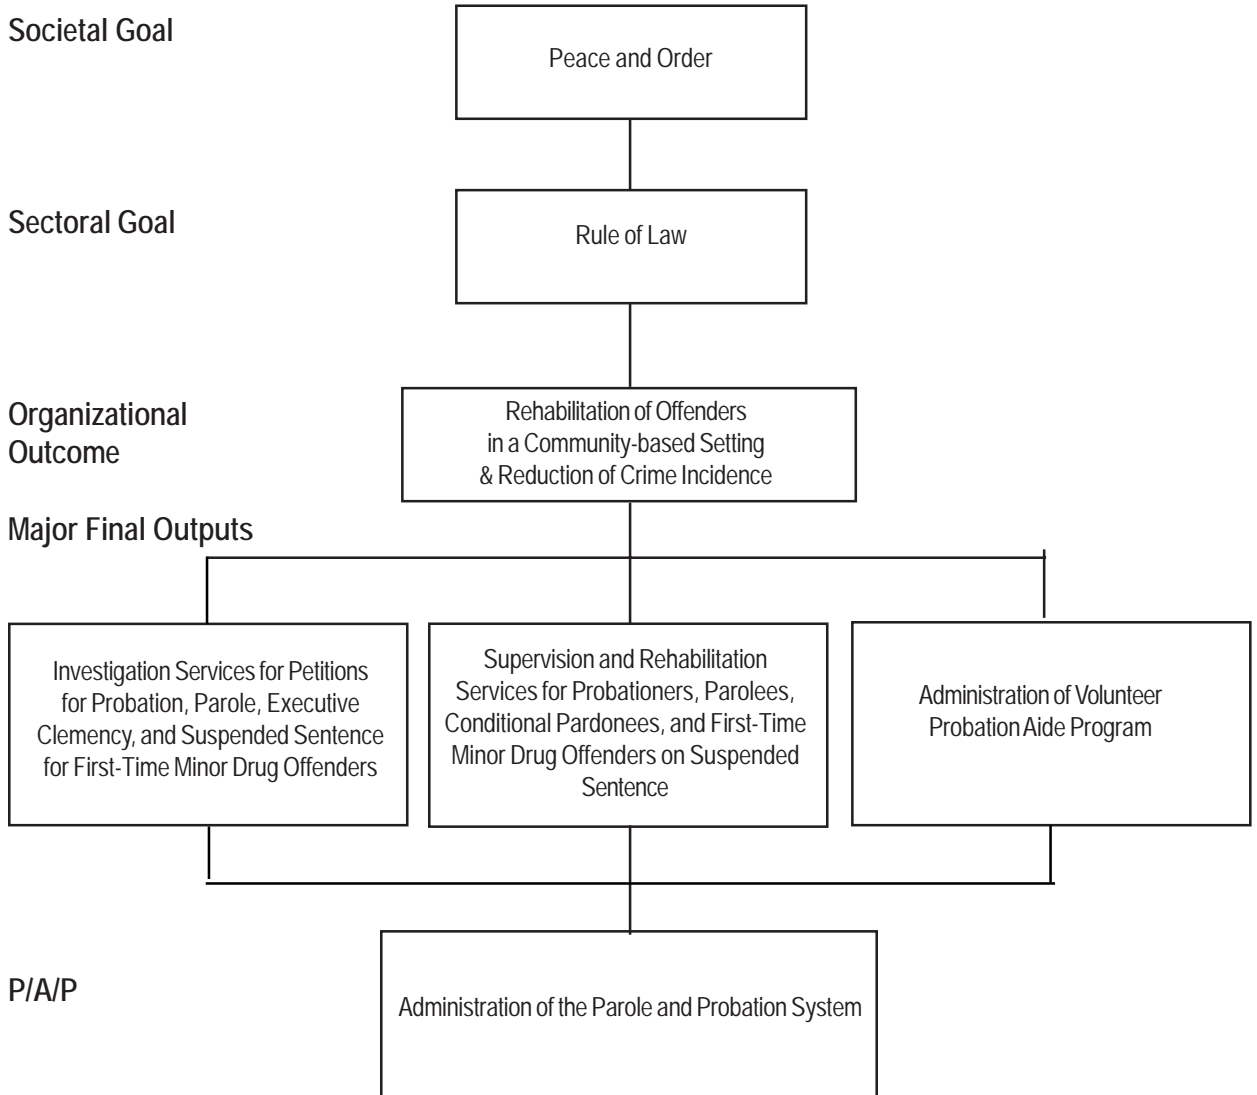 Societal Goal
Peace and Order
Sectoral Goal
Rule of Law
Organizational
Outcome
Rehabilitation of Offenders
in a Community-based Setting
& Reduction of Crime Incidence
Major Final Outputs
Investigation Services for Petitions
for Probation, Parole, Executive
Clemency, and Suspended Sentence
for First-Time Minor Drug Offenders
Supervision and Rehabilitation
Services for Probationers, Parolees,
Conditional Pardonees, and First-Time
Minor Drug Offenders on Suspended
Sentence
Administration of Volunteer
Probation Aide Program
P/A/P
Administration of the Parole and Probation System